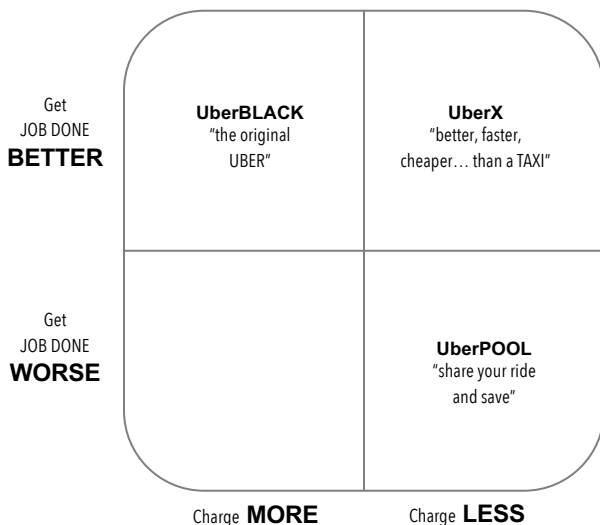 Get
JOB DONE
BETTER
UberBLACK
“the original
UBER”
UberX
“better, faster,
cheaper… than a TAXI”
Get
JOB DONE
WORSE
UberPOOL
“share your ride
and save”
Charge MORE
Charge LESS